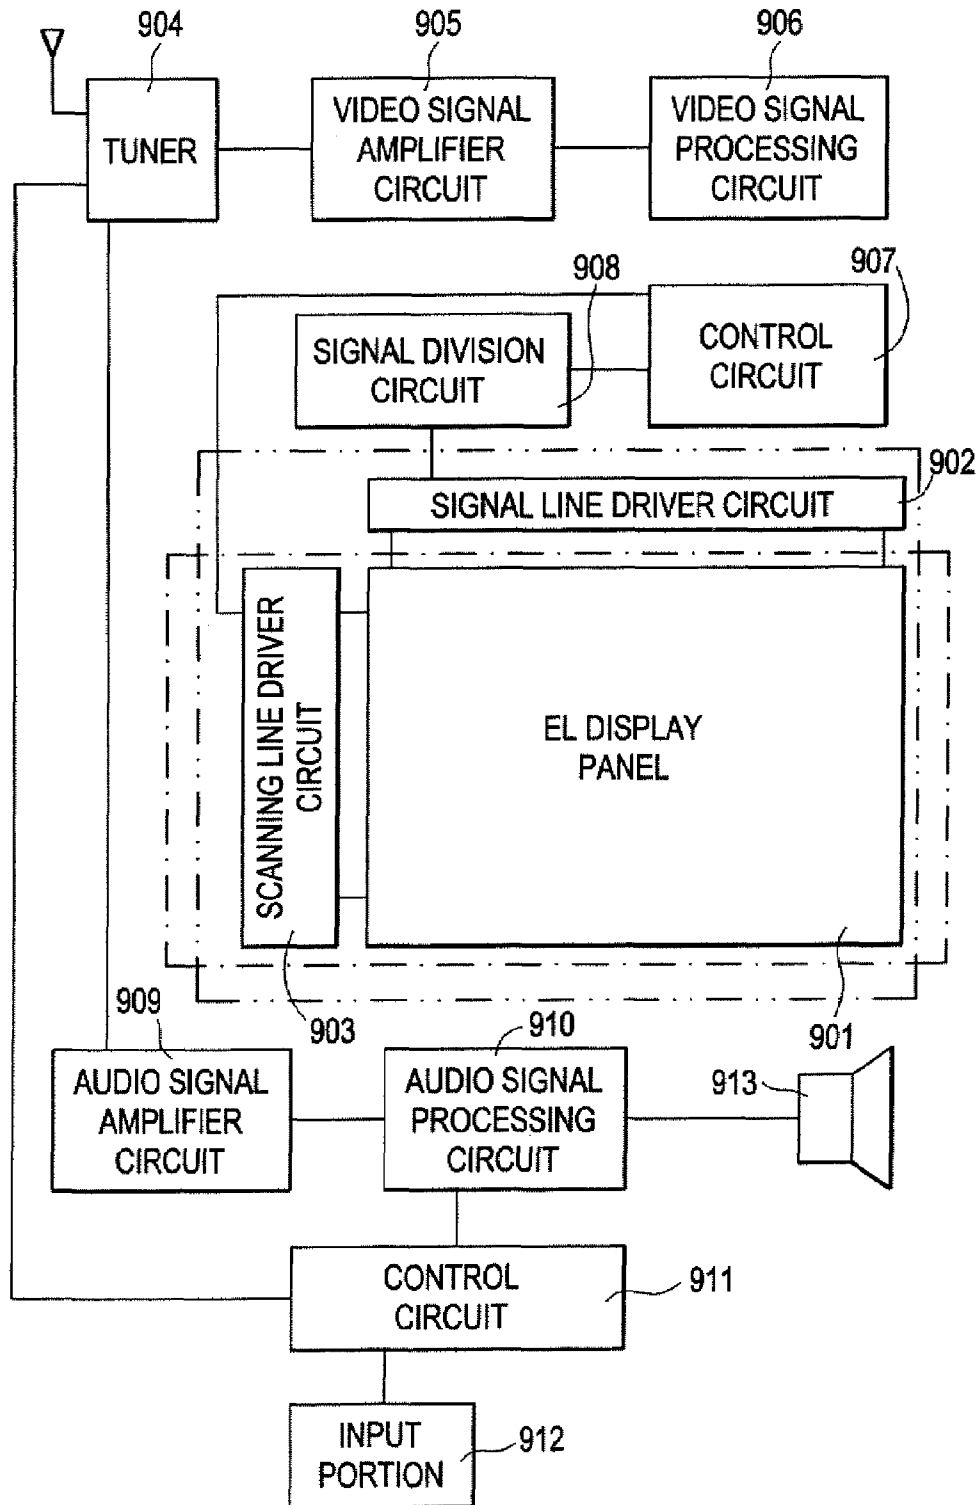 904
905
906
TUNER
VIDEO SIGNAL
AMPLIFIER
CIRCUIT
VIDEO SIGNAL
PROCESSING
CIRCUIT
908
907
SIGNAL DIVISION
CIRCUIT
CONTROL
CIRCUIT
902
SIGNAL LINE DRIVER CIRCUIT
SCANNING LINE DRIVER
CIRCUIT
EL DISPLAY
PANEL
903
901
909
910
913
AUDIO SIGNAL
AMPLIFIER
CIRCUIT
AUDIO SIGNAL
PROCESSING
CIRCUIT
CONTROL
CIRCUIT
911
INPUT
PORTION
912